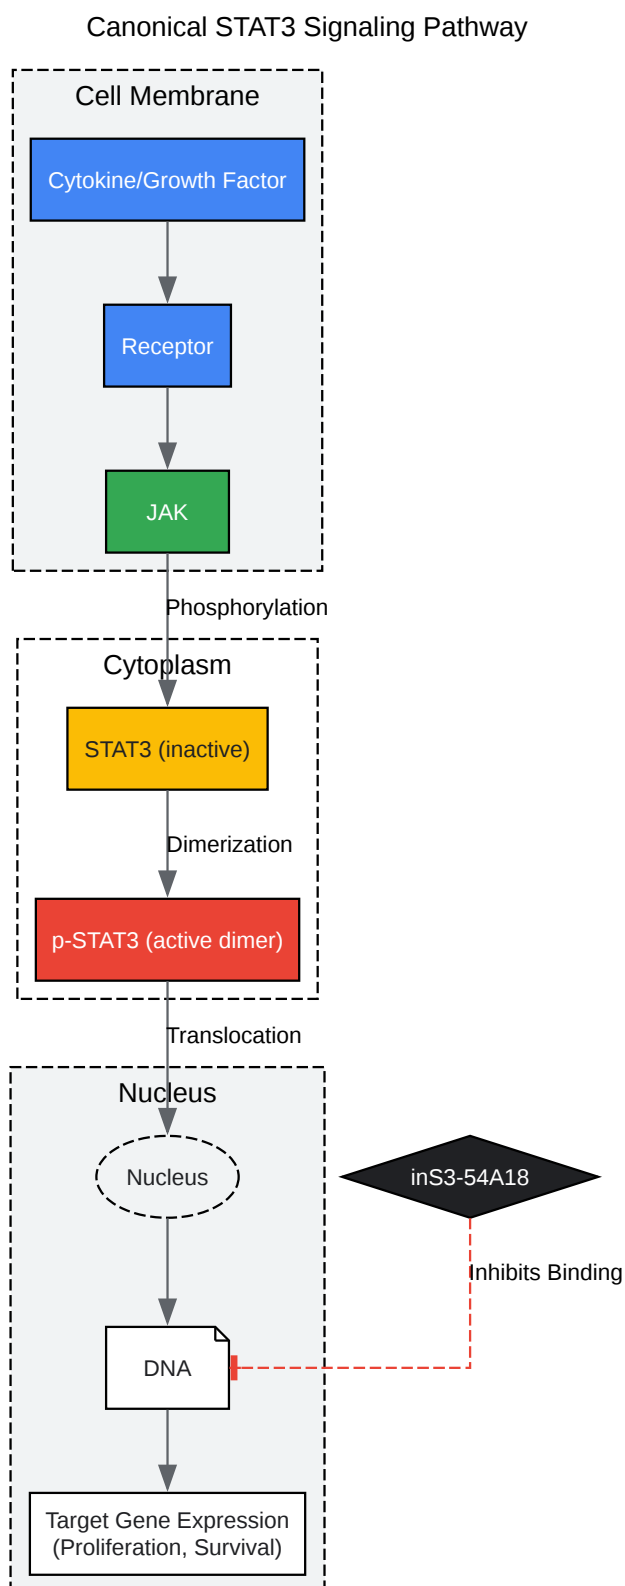 Canonical STAT3 Signaling Pathway
Cell Membrane
Cytokine/Growth Factor
Receptor
JAK
Phosphorylation
Cytoplasm
STAT3 (inactive)
Dimerization
p-STAT3 (active dimer)
Translocation
Nucleus
Nucleus
inS3-54A18
Inhibits Binding
DNA
Target Gene Expression
(Proliferation, Survival)